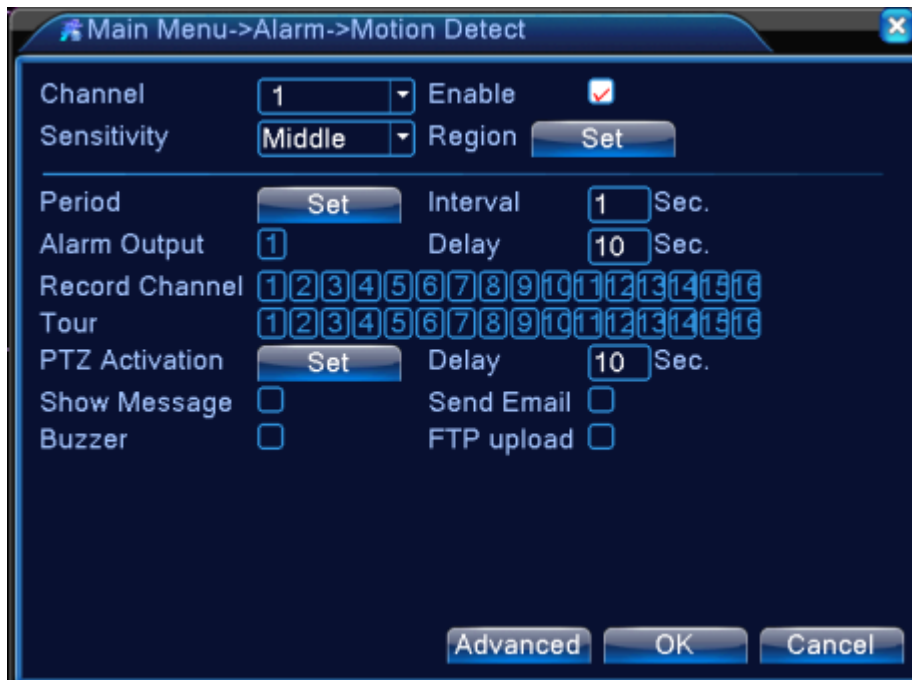 Main Menu->Alarm->Motion Detect
Channel 1 Enable
Sensitivity Middle Region Set
Period Set Interval 1 Sec.
Alarm Output 1 Delay 10 Sec.
Record Channel 1 2 3 4 5 6 7 8 9 10 11 12 13 14 15 16
Tour 1 2 3 4 5 6 7 8 9 10 11 12 13 14 15 16
PTZ Activation Set Delay 10 Sec.
Show Message Send Email
Buzzer FTP upload
Advanced OK Cancel